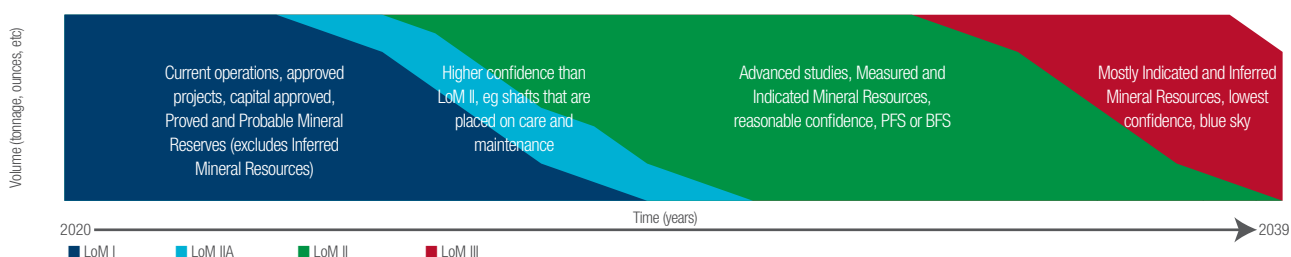 Volume (tonnage, ounces, etc)
Current operations, approved
projects, capital approved,
Proved and Probable Mineral
Reserves (excludes Inferred
Mineral Resources)
Higher confidence than
LoM II, eg shafts that are
placed on care and
maintenance
Advanced studies, Measured and
Indicated Mineral Resources,
reasonable confidence, PFS or BFS
Mostly Indicated and Inferred
Mineral Resources, lowest
confidence, blue sky
2020
Time (years)
2039
LoM I
LoM IIA
LoM II
LoM III